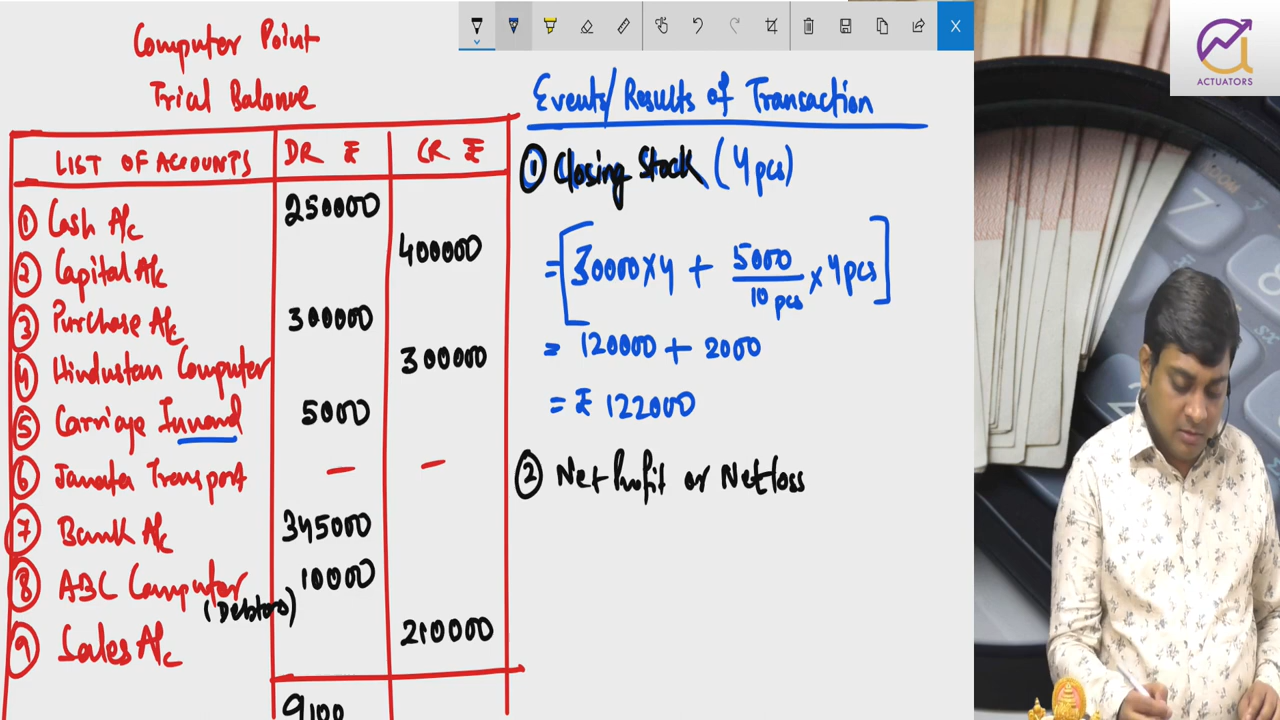 Computer Point
Trial Balance
LIST OF ACCOUNTS DR ₹ CR ₹
① Cash A/c 250000
② Capital A/c 400000
③ Purchase A/c 300000
④ Hindustan Computer 300000
⑤ Carriage Inward 5000
⑥ Janata Transport — —
⑦ Bank A/c 345000
⑧ ABC Computer 10000
(Debtors)
⑨ Sales A/c 210000
9100
Events/Results of Transaction
① Closing Stock (4 pcs)
= [30000 × 4 + 5000/10 pcs × 4 pcs]
= 120000 + 2000
= ₹ 122000
② Net Profit or Net loss
ACTUATORS